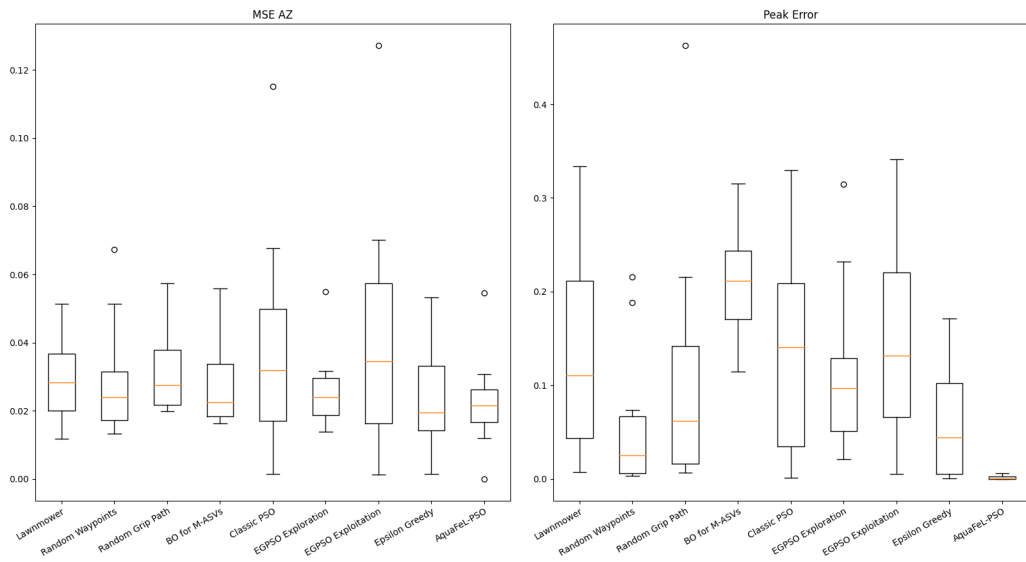 MSE AZ
0.12
0.10
0.08
0.06
0.04
0.02
0.00
Lawnmower
Random Waypoints
Random Grip Path
BO for M-ASVs
Classic PSO
EGPSO Exploration
EGPSO Exploitation
Epsilon Greedy
AquaFeL-PSO
Peak Error
0.4
0.3
0.2
0.1
0.0
Lawnmower
Random Waypoints
Random Grip Path
BO for M-ASVs
Classic PSO
EGPSO Exploration
EGPSO Exploitation
Epsilon Greedy
AquaFeL-PSO